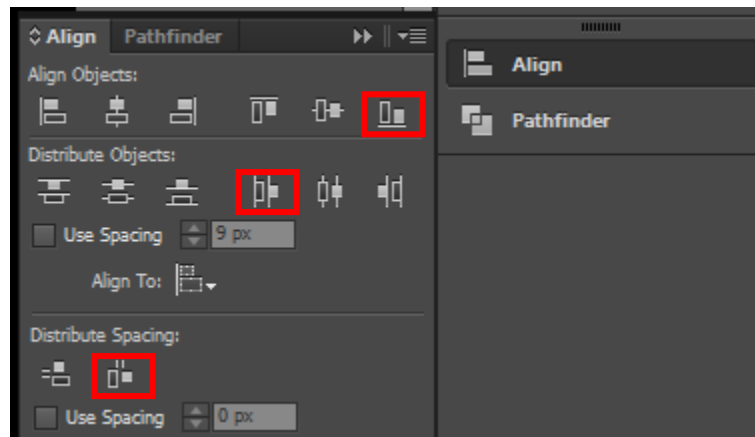 Align Pathfinder
Align Objects:
Distribute Objects:
Use Spacing 9 px
Align To:
Distribute Spacing:
Use Spacing 0 px
Align
Pathfinder